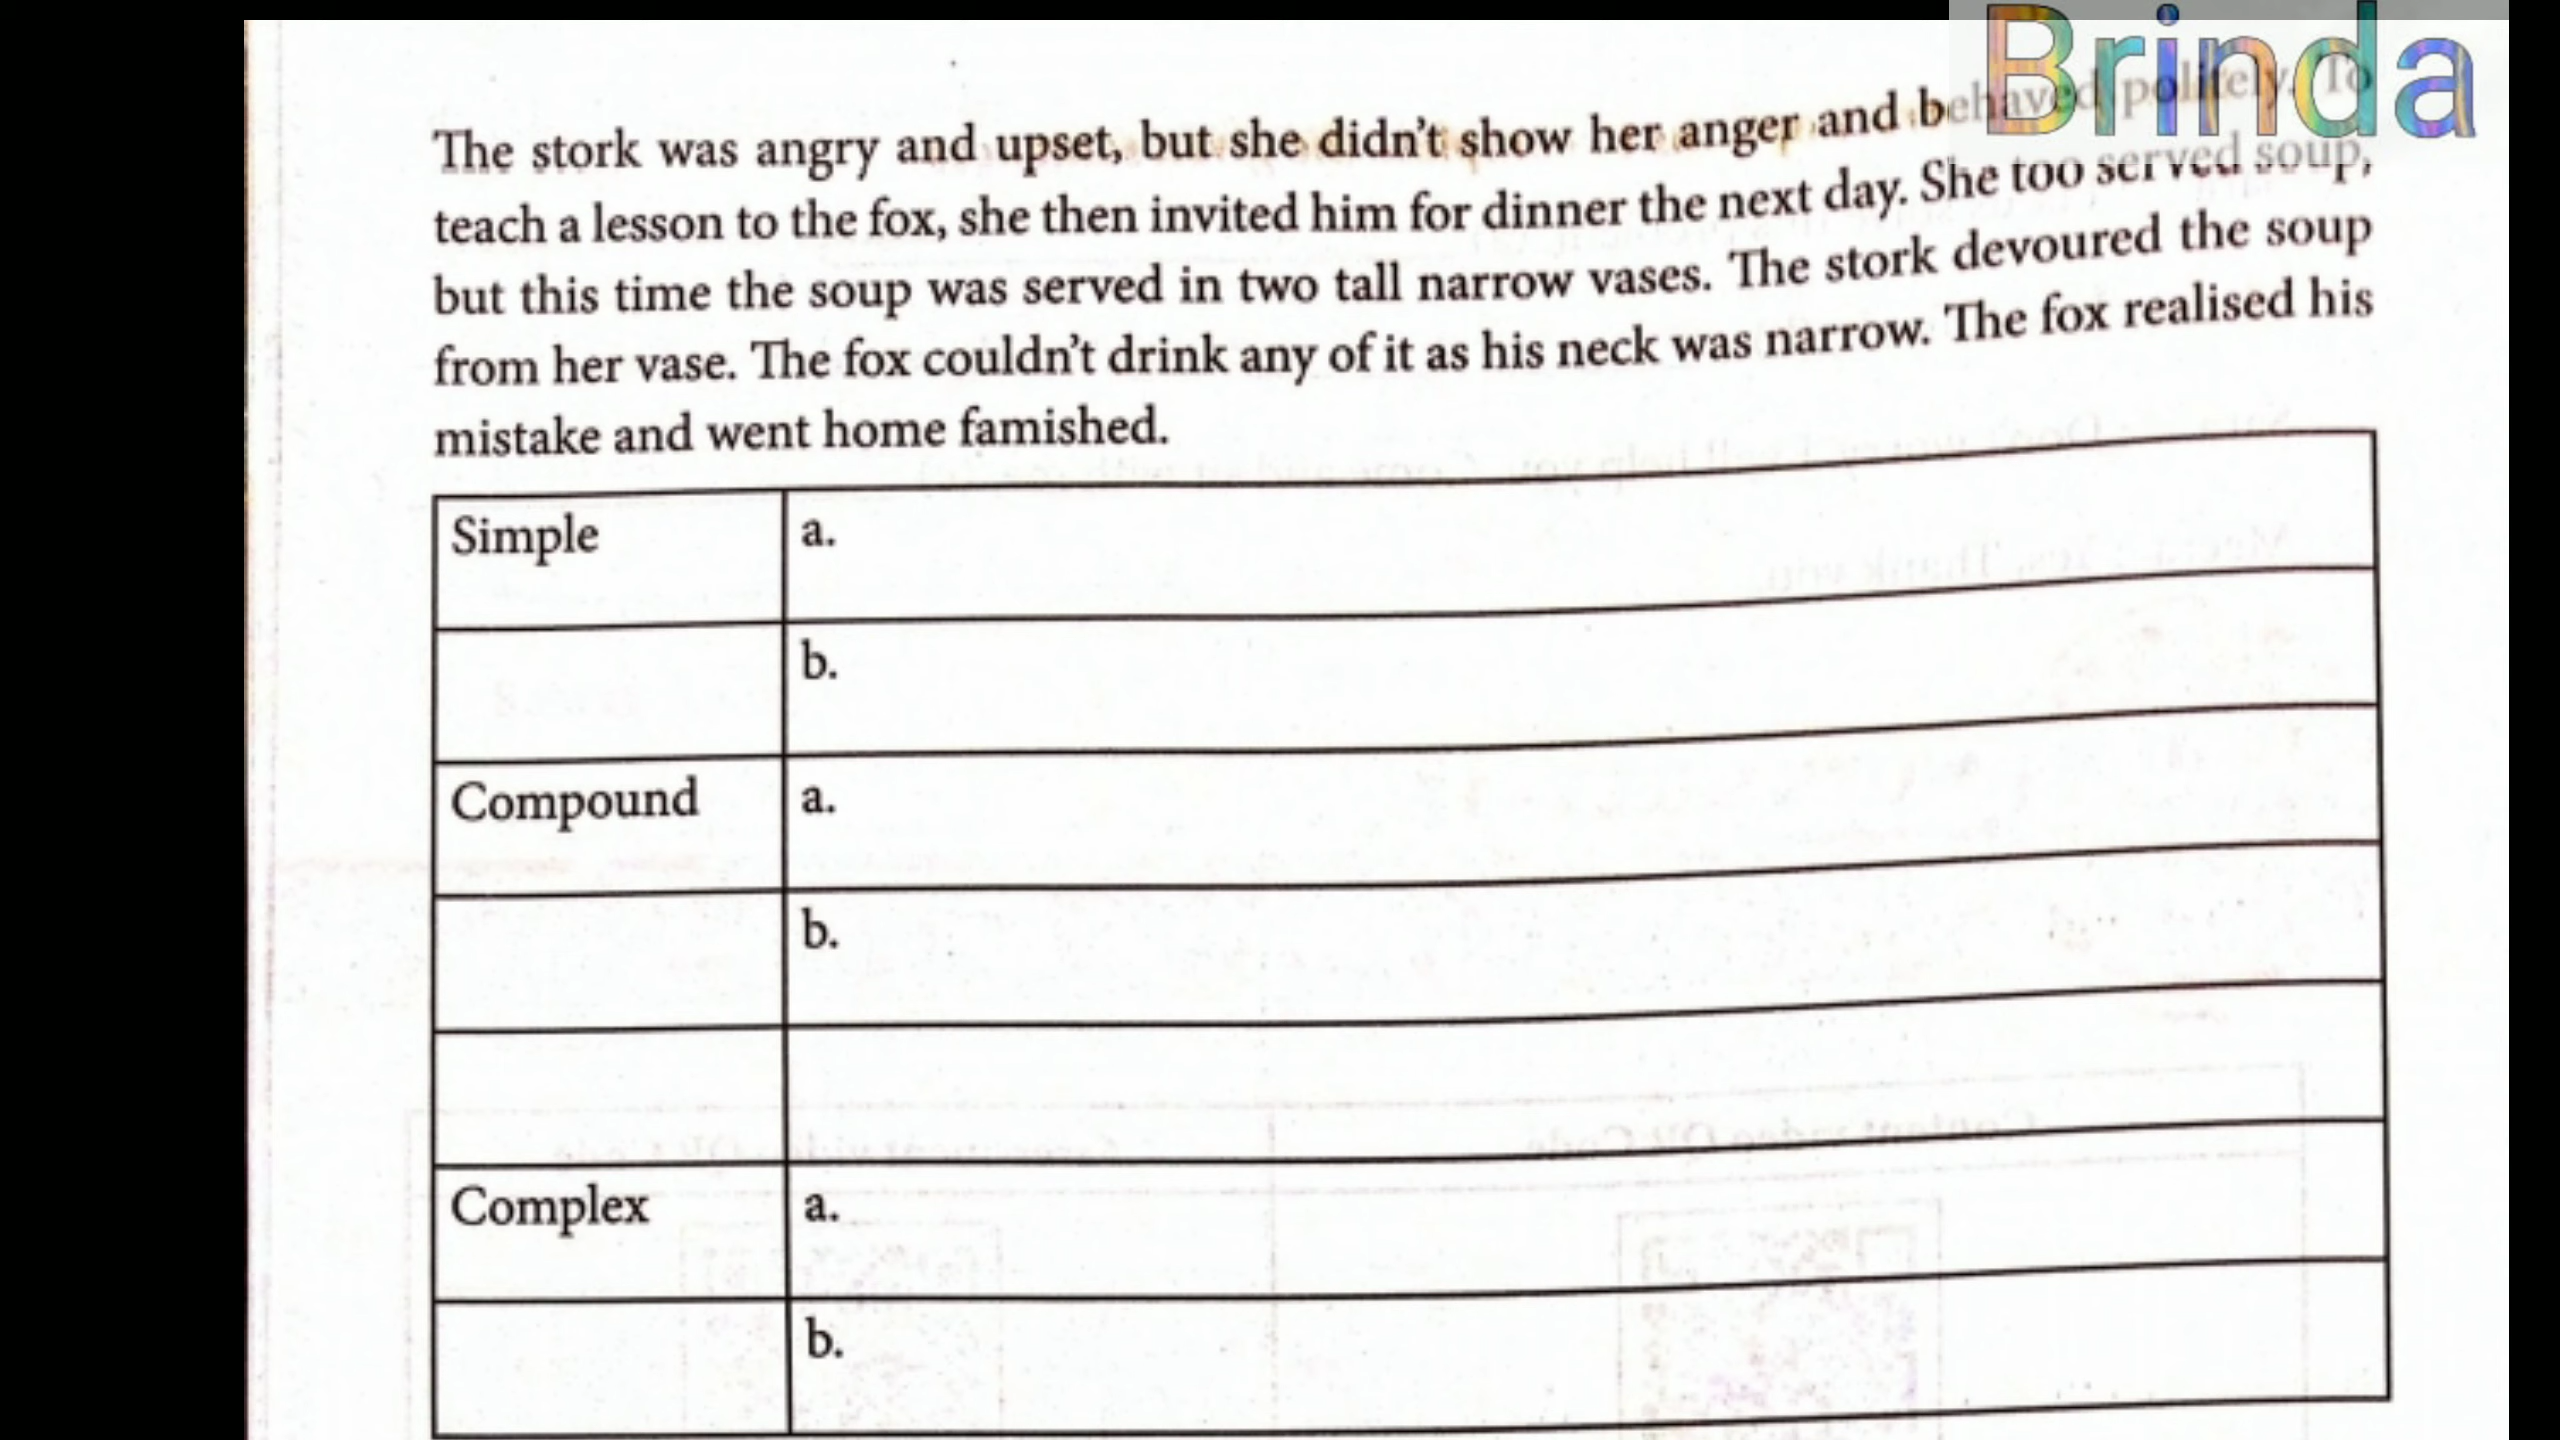 Brinda
The stork was angry and upset, but she didn't show her anger and behaved politely. To
teach a lesson to the fox, she then invited him for dinner the next day. She too served soup,
but this time the soup was served in two tall narrow vases. The stork devoured the soup
from her vase. The fox couldn't drink any of it as his neck was narrow. The fox realised his
mistake and went home famished.
Simple a.
b.
Compound a.
b.
Complex a.
b.